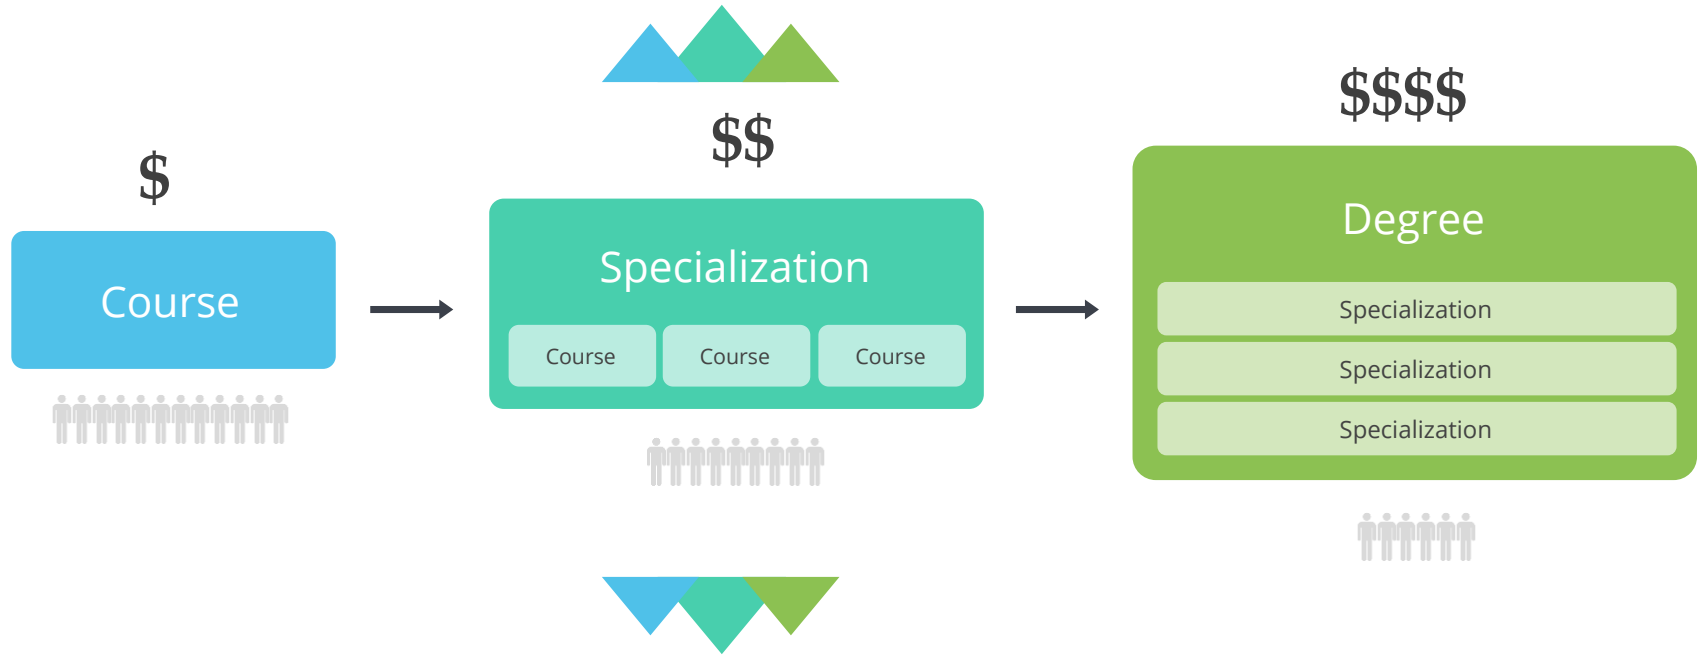 $
Course
$$
Specialization
Course Course Course
$$$$
Degree
Specialization
Specialization
Specialization